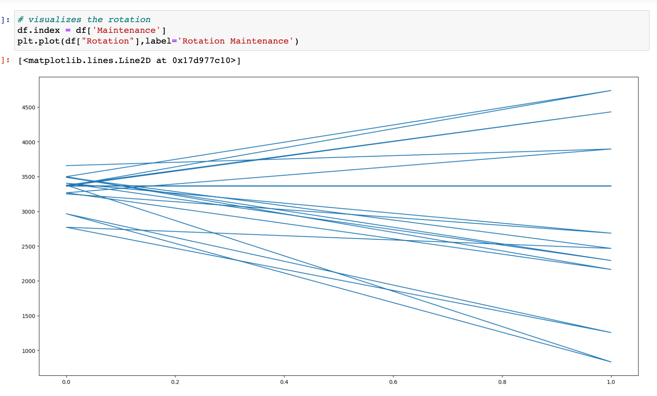 ]: # visualizes the rotation
df.index = df['Maintenance']
plt.plot(df["Rotation"],label='Rotation Maintenance')
]: [<matplotlib.lines.Line2D at 0x17d977c10>]
4500
4000
3500
3000
2500
2000
1500
1000
0.0 0.2 0.4 0.6 0.8 1.0